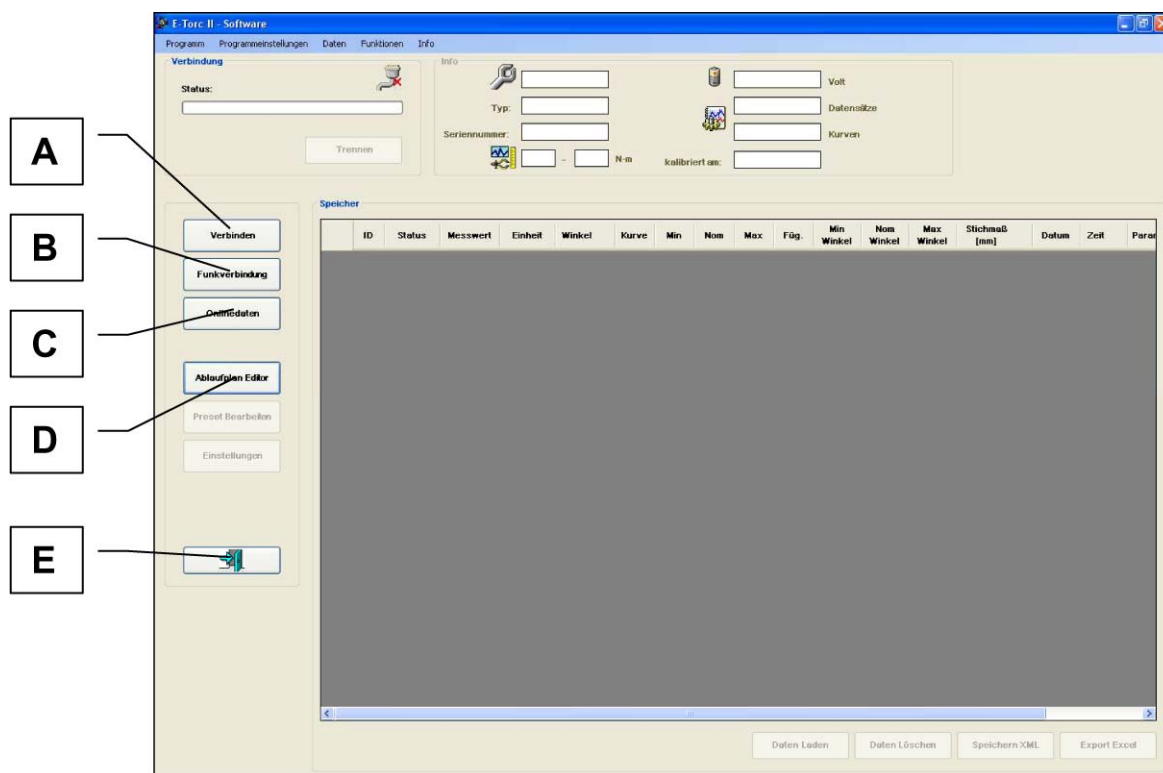 E-Torc II - Software
Programm Programmeinstellungen Daten Funktionen Info
Verbindung
Status:
Trennen
Info
Volt
Typ:
Datensätze
Seriennummer:
Kurven
- N-m
kalibriert am:
A
B
C
D
E
Verbinden
Funkverbindung
Onlinedaten
Ablaufplan Editor
Preset Bearbeiten
Einstellungen
Speicher
ID Status Messwert Einheit Winkel Kurve Min Nom Max Füg. Min Winkel Nom Winkel Max Winkel Stichmaß [mm] Datum Zeit Parar
Daten Laden Daten Löschen Speichern XML Export Excel